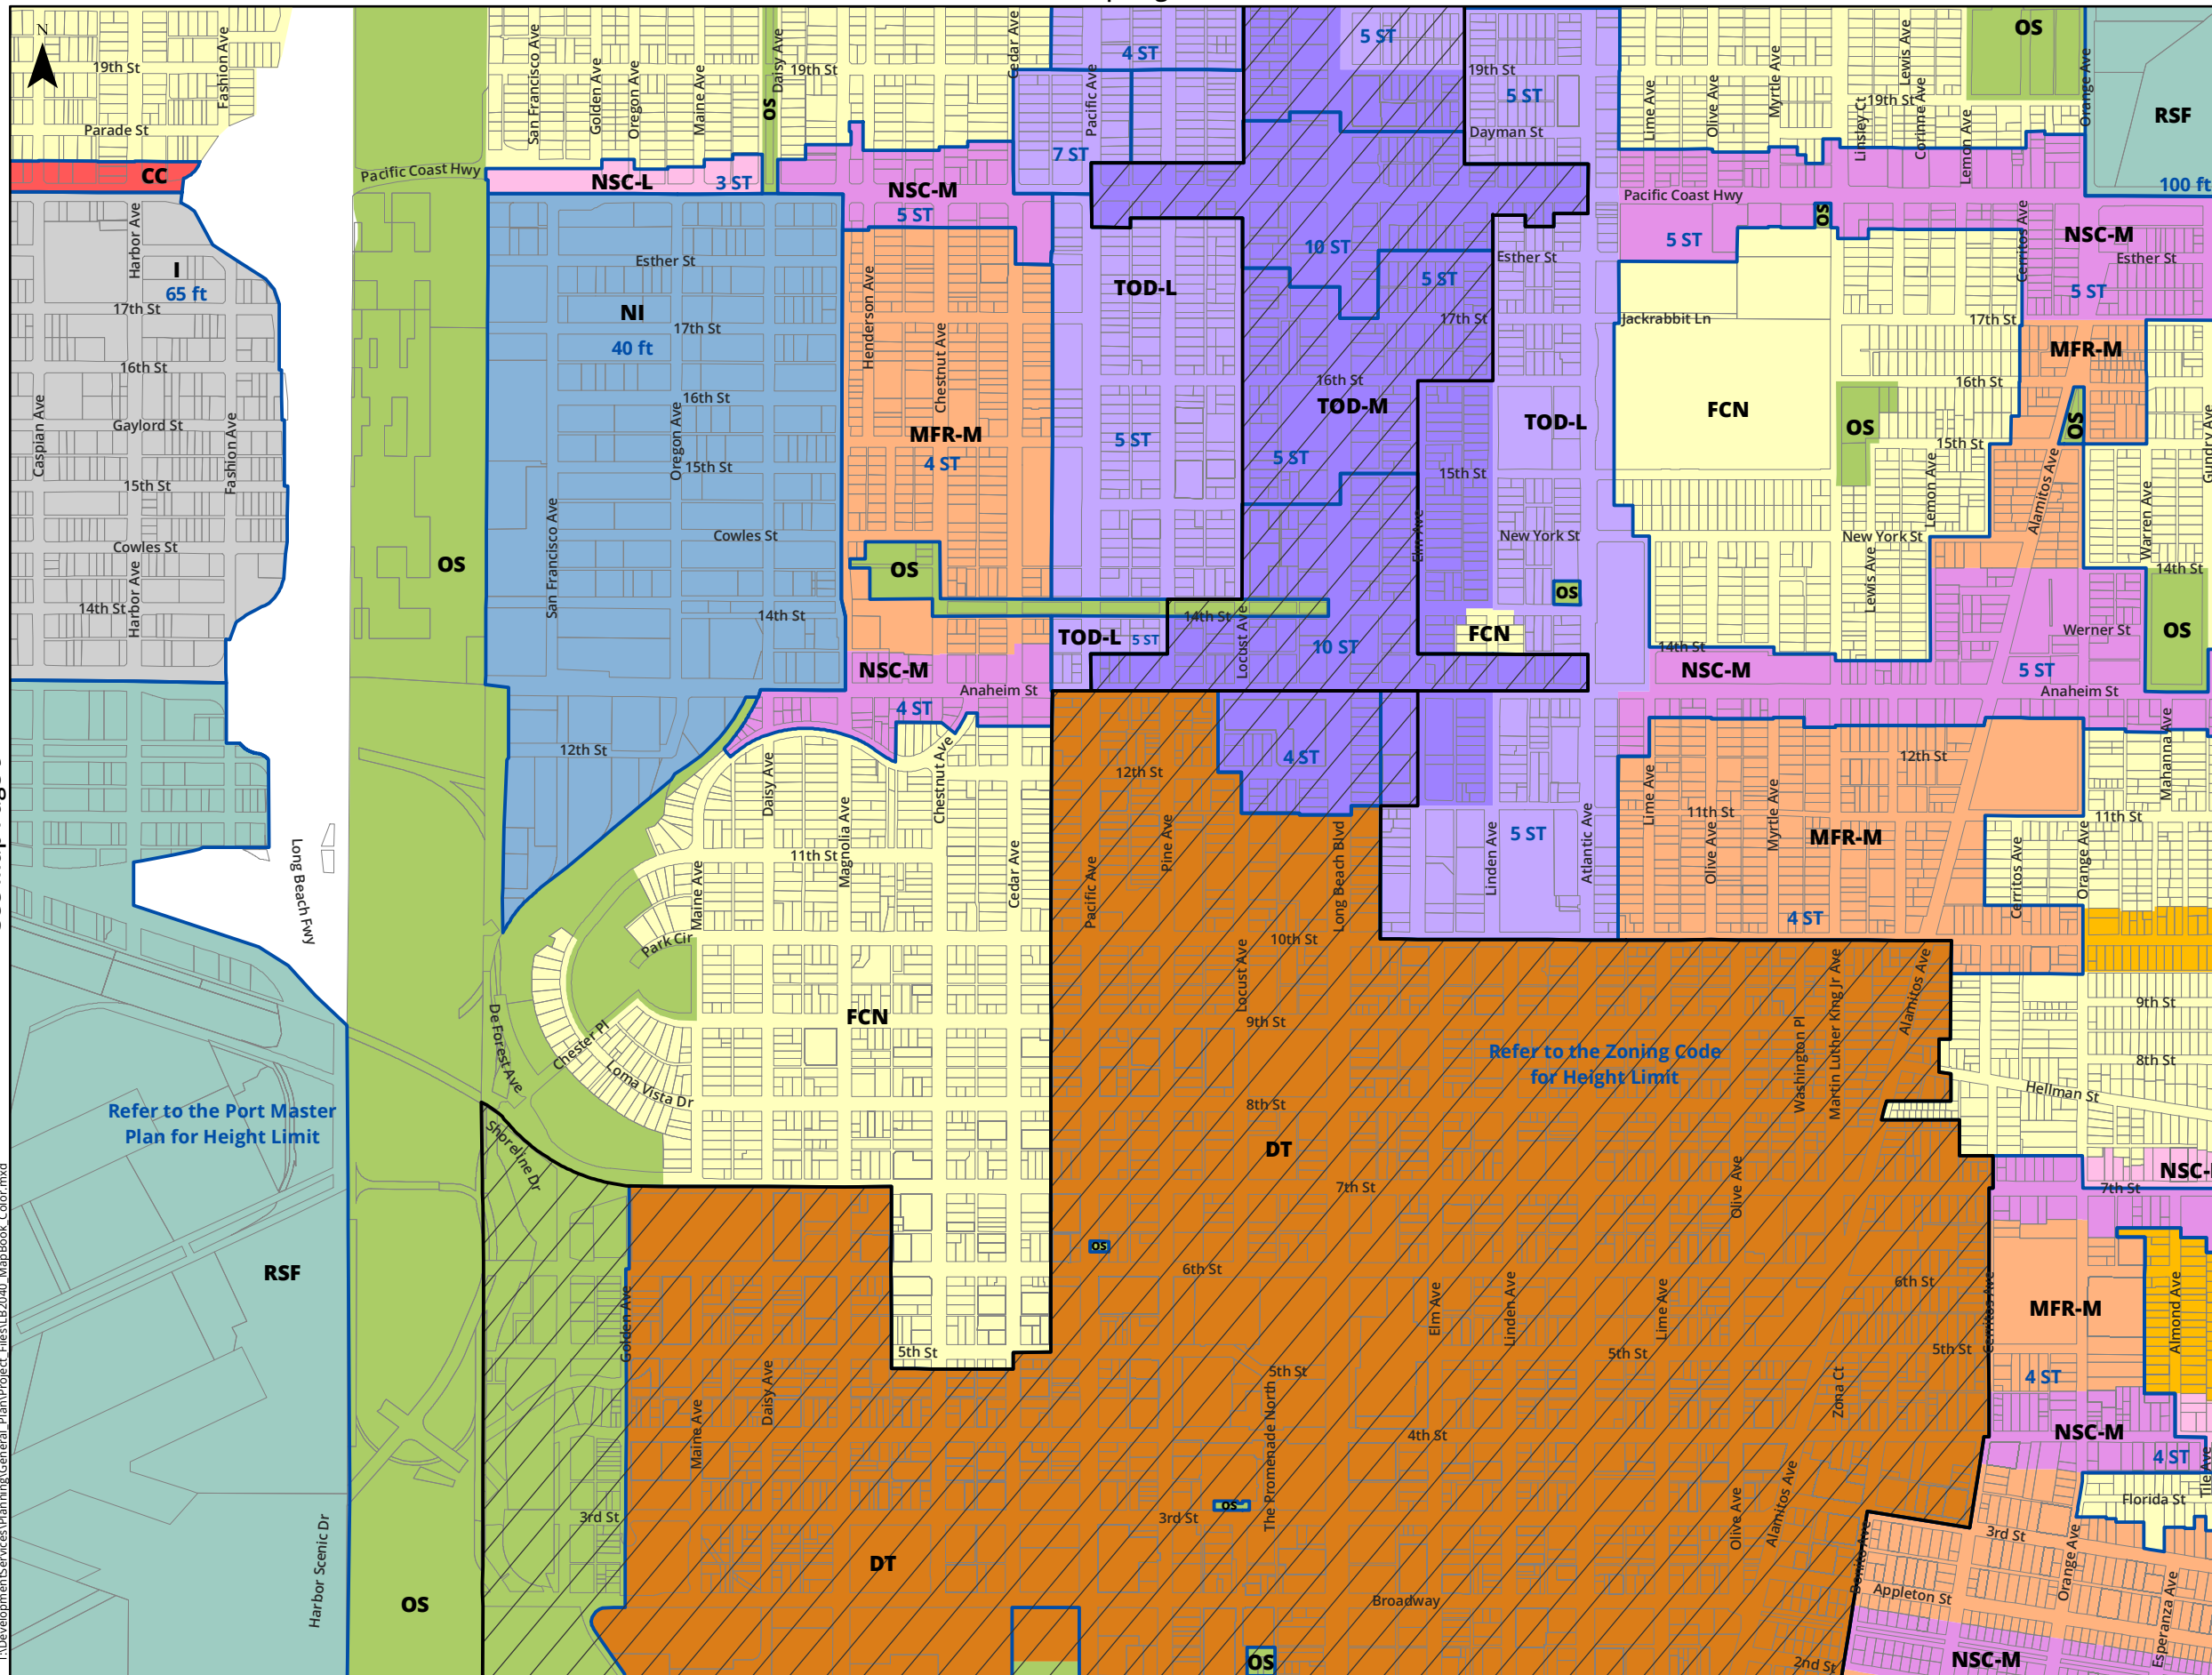 N
19th St
Fashion Ave
Parade St
CC
Pacific Coast Hwy
San Francisco Ave
Golden Ave
Oregon Ave
Maine Ave
OS
Daisy Ave
19th St
Cedar Ave
4 ST
Pacific Ave
7 ST
5 ST
19th St
5 ST
Dayman St
Lime Ave
Olive Ave
Myrtle Ave
Lewis Ave
19th St
Linsley Ct
Corinne Ave
Lemon Ave
OS
Orange Ave
RSF
100 ft
NSC-L
3 ST
NSC-M
5 ST
Pacific Coast Hwy
OS
5 ST
NSC-M
Esther St
5 ST
Cerritos Ave
Harbor Ave
I
65 ft
17th St
16th St
Gaylord St
Caspian Ave
Fashion Ave
15th St
Cowles St
Harbor Ave
14th St
OS
Esther St
NI
17th St
40 ft
16th St
Oregon Ave
15th St
San Francisco Ave
Cowles St
14th St
12th St
Henderson Ave
Chestnut Ave
MFR-M
4 ST
OS
NSC-M
Anaheim St
4 ST
TOD-L
5 ST
TOD-L
5 ST
14th St
Locust Ave
10 ST
5 ST
Esther St
17th St
16th St
TOD-M
5 ST
15th St
Elm Ave
10 ST
TOD-L
New York St
OS
FCN
Jackrabbit Ln
17th St
FCN
OS
16th St
15th St
Lemon Ave
New York St
Lewis Ave
14th St
NSC-M
MFR-M
OS
Alamitos Ave
Gundry Ave
Warren Ave
14th St
OS
Werner St
5 ST
Anaheim St
4 ST
12th St
Pine Ave
Pacific Ave
Long Beach Blvd
10th St
Locust Ave
5 ST
Linden Ave
Atlantic Ave
Lime Ave
11th St
Olive Ave
Myrtle Ave
MFR-M
4 ST
12th St
Cerritos Ave
Orange Ave
Mahanna Ave
11th St
Long Beach Fwy
Daisy Ave
11th St
Magnolia Ave
Chestnut Ave
Cedar Ave
Maine Ave
Park Cir
FCN
De Forest Ave
Chester Pl
Loma Vista Dr
Shoreline Dr
9th St
8th St
Refer to the Zoning Code
for Height Limit
Washington Pl
Martin Luther King Jr Ave
Alamitos Ave
9th St
8th St
Hellman St
Refer to the Port Master
Plan for Height Limit
RSF
DT
7th St
Olive Ave
7th St
OS
6th St
6th St
Golden Ave
Elm Ave
Linden Ave
Lime Ave
Cerritos Ave
MFR-M
Almond Ave
4 ST
5th St
5th St
5th St
5th St
Maine Ave
Daisy Ave
The Promenade North
4th St
Zona Ct
NSC-M
4 ST
Florida St
3rd St
OS
3rd St
Olive Ave
Alamitos Ave
3rd St
Orange Ave
Harbor Scenic Dr
DT
OS
Broadway
Bonito Ave
Appleton St
Esperanza Ave
OS
2nd St
NSC-M